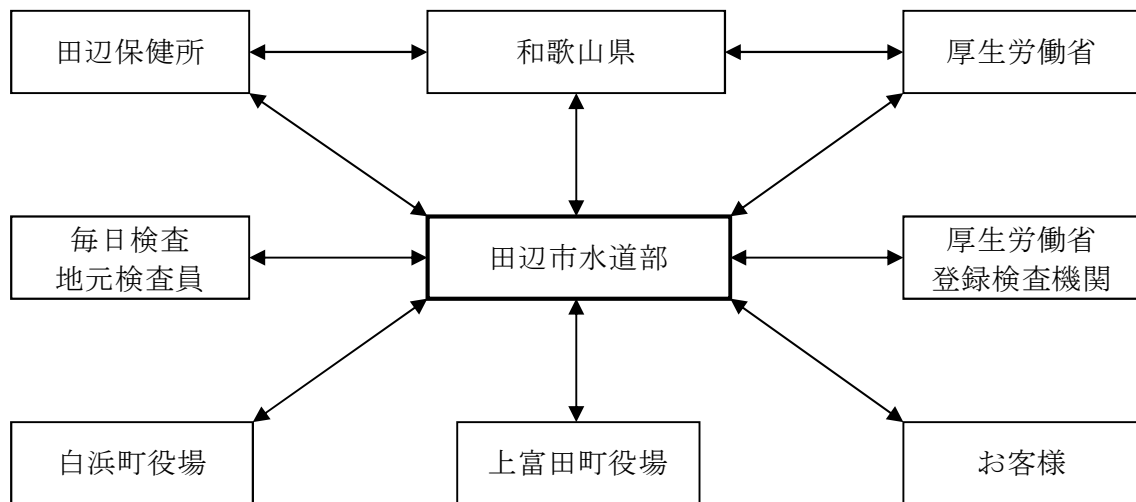 田辺保健所
和歌山県
厚生労働省
毎日検査
地元検査員
田辺市水道部
厚生労働省
登録検査機関
白浜町役場
上富田町役場
お客様